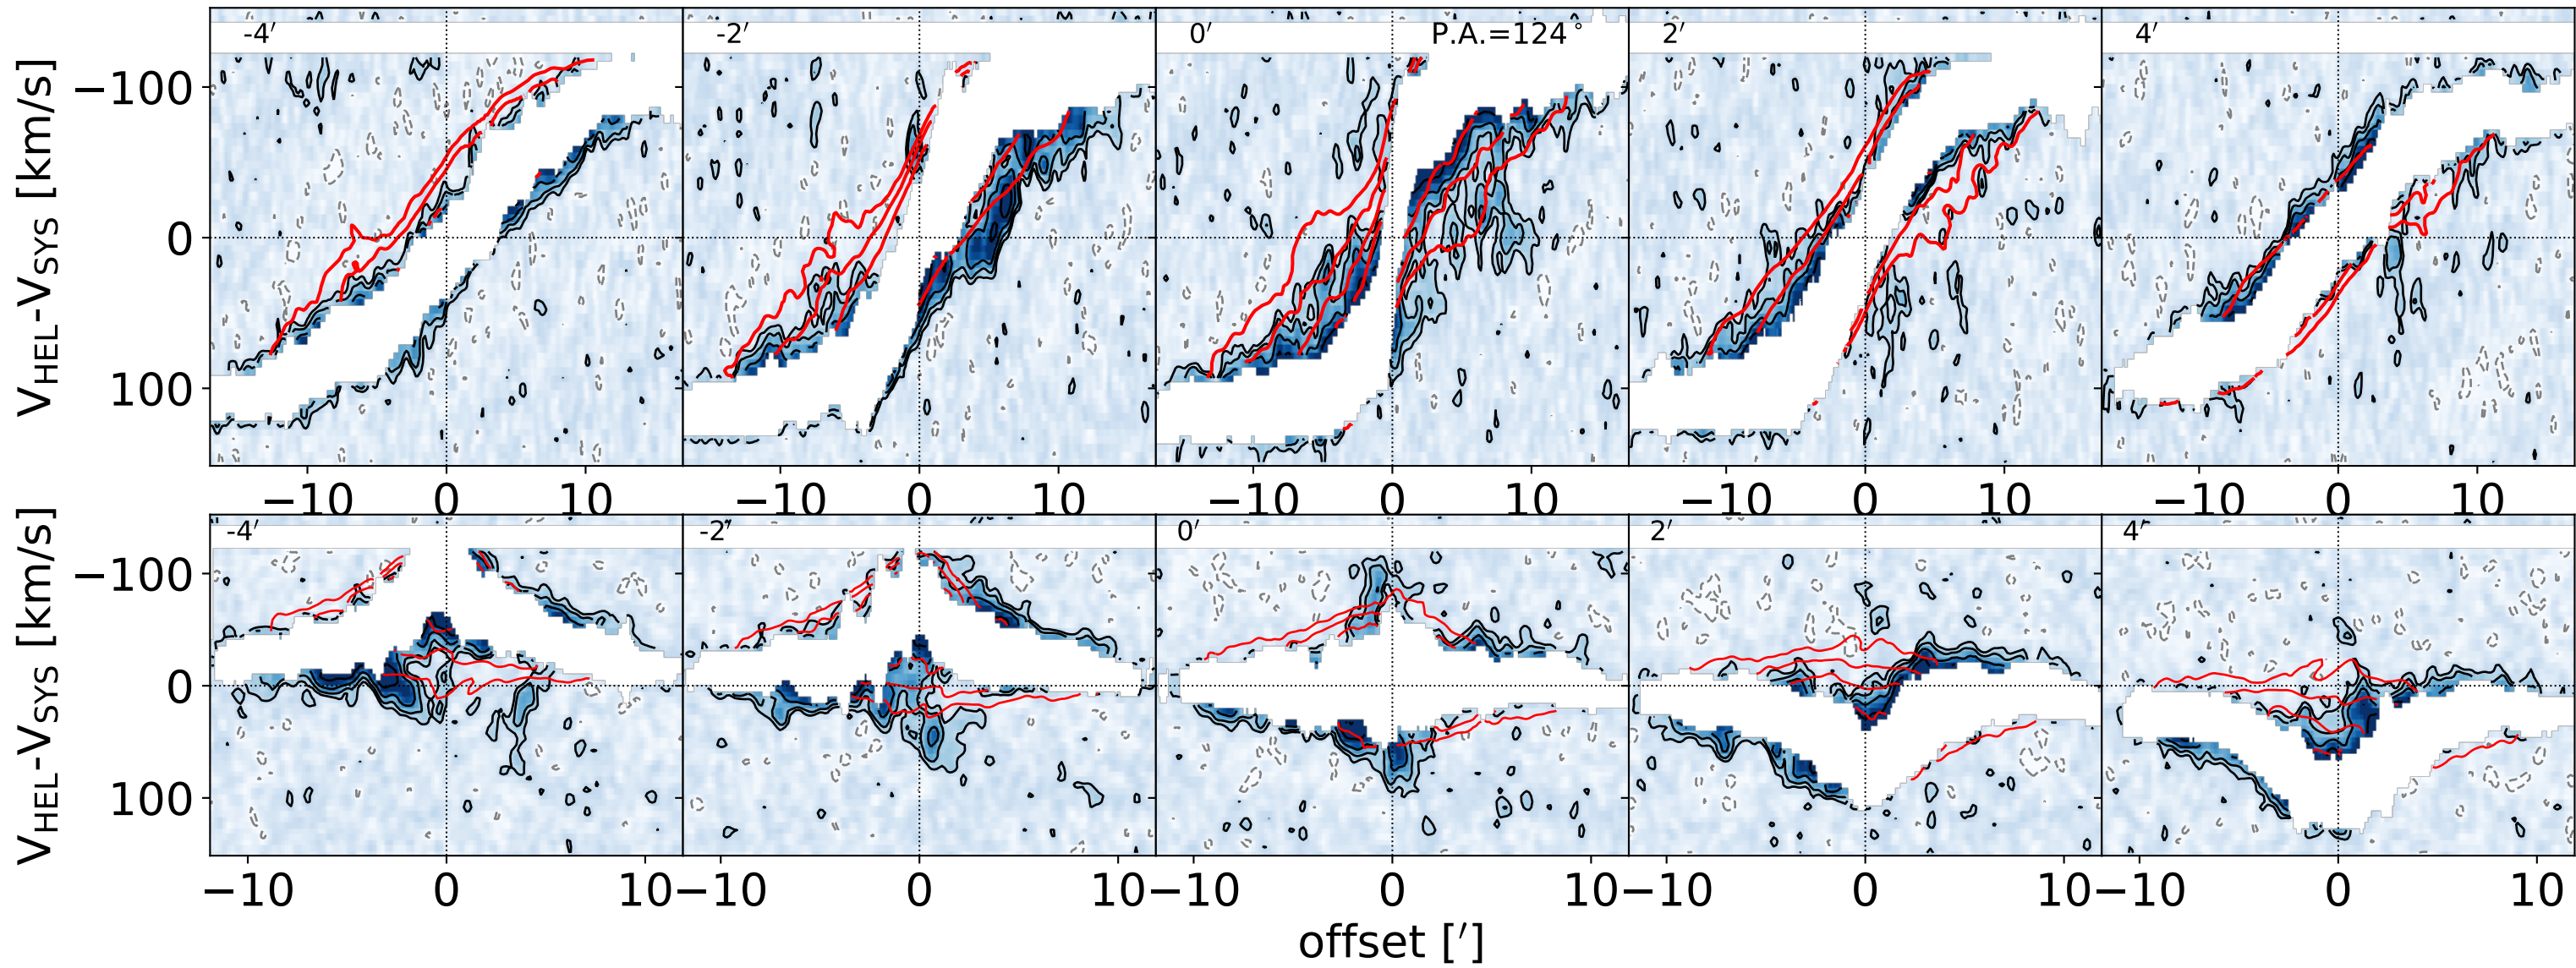 -4′ -2′ 0′ P.A.=124° 2′ 4′
V_HEL-V_SYS [km/s]
−100
0
100
−10 0 10 −10 0 10 −10 0 10 −10 0 10 −10 0 10
-4′ -2′ 0′ 2′ 4′
V_HEL-V_SYS [km/s]
−100
0
100
−10 0 10 −10 0 10 −10 0 10 −10 0 10 −10 0 10
offset [′]